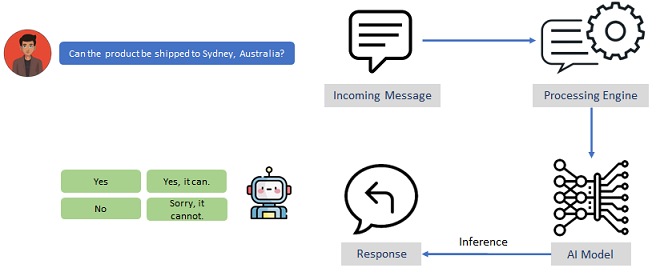 Can the product be shipped to Sydney, Australia?
Incoming Message
Processing Engine
Yes
Yes, it can.
No
Sorry, it
cannot.
Response
Inference
AI Model